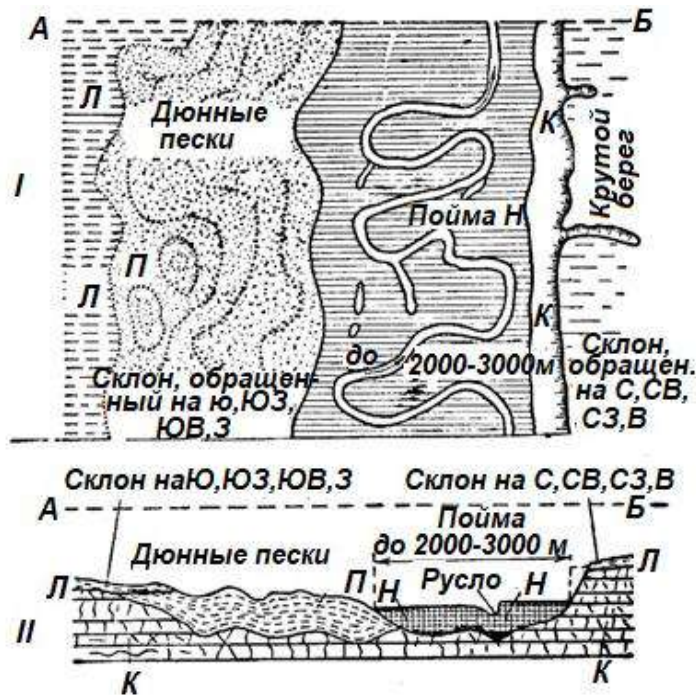 А
Б
Л
Дюнные
пески
К
Крутой
берег
I
Пойма Н
П
Л
К
до 2000-3000м
Склон, обращен-
ный на ю,ЮЗ,
ЮВ,З
Склон,
обращен.
на С,СВ,
СЗ,В
Склон наЮ,ЮЗ,ЮВ,З
Склон на С,СВ,СЗ,В
А
Б
Пойма
до 2000-3000 м
Дюнные пески
Л
П
Н
Русло
Н
Л
II
К
К